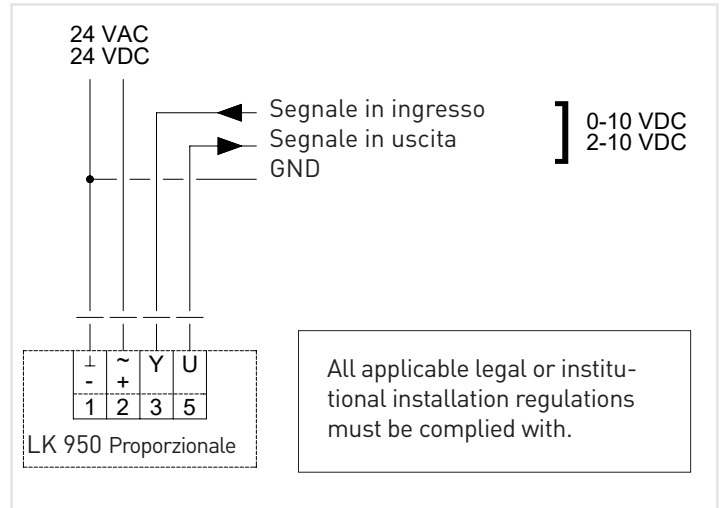 24 VAC
24 VDC
Segnale in ingresso
Segnale in uscita
GND
0-10 VDC
2-10 VDC
⊥ ~ Y U
- +
1 2 3 5
LK 950 Proporzionale
All applicable legal or institu-
tional installation regulations
must be complied with.